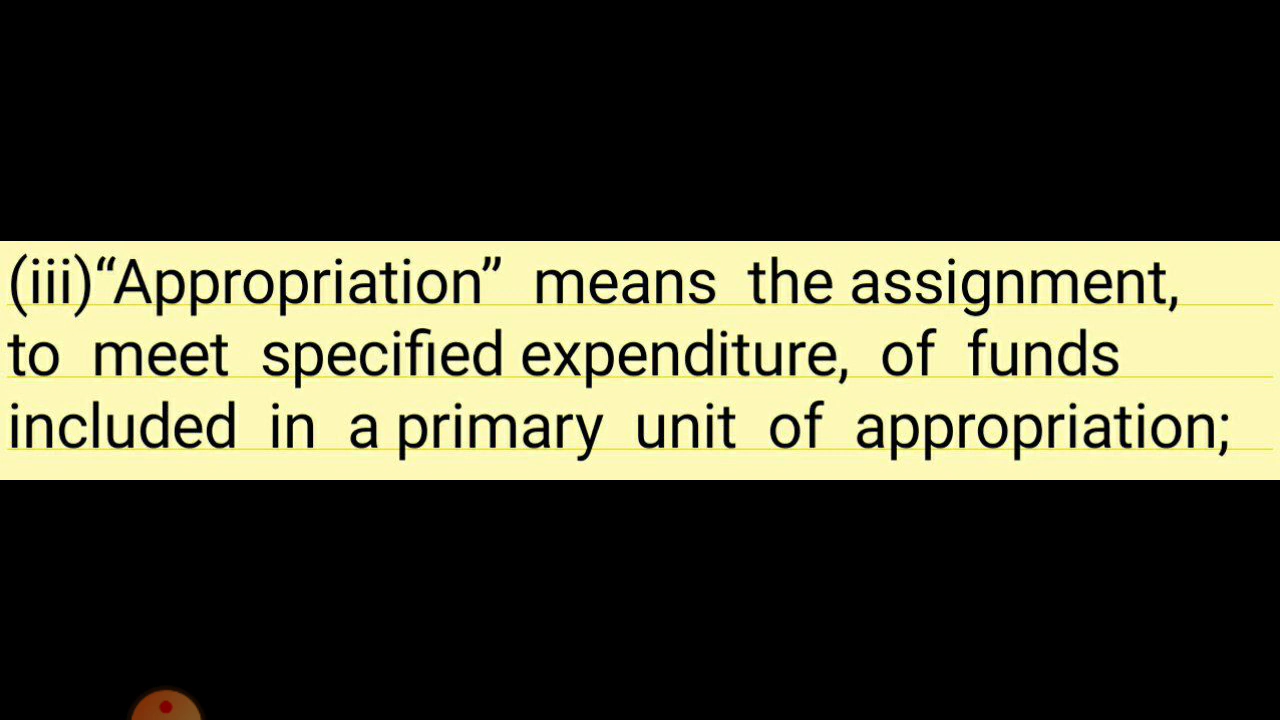 (iii)“Appropriation” means the assignment,
to meet specified expenditure, of funds
included in a primary unit of appropriation;